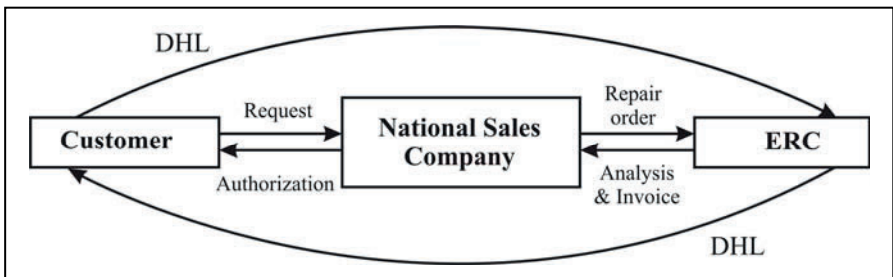 DHL
Request
Repair
order
Customer
National Sales
Company
ERC
Authorization
Analysis
& Invoice
DHL